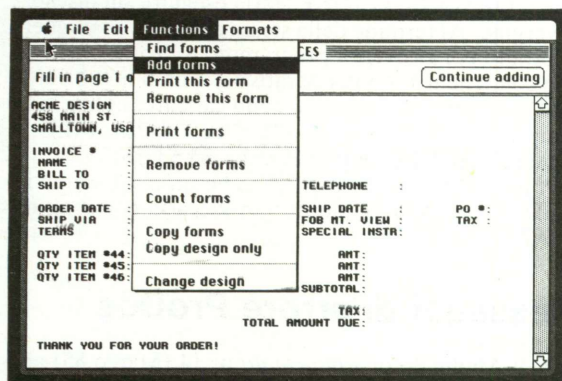 File Edit Functions Formats
CES
Find forms
Add forms
Print this form
Remove this form
Print forms
Remove forms
Count forms
Copy forms
Copy design only
Change design
Fill in page 1 o
Continue adding
ACME DESIGN
458 MAIN ST.
SMALLTOWN, USA
INVOICE # :
NAME :
BILL TO :
SHIP TO : TELEPHONE :
ORDER DATE : SHIP DATE : PO #:
SHIP VIA : FOB MT. VIEW : TAX :
TERMS : SPECIAL INSTR:
QTY ITEM #44: AMT:
QTY ITEM #45: AMT:
QTY ITEM #46: AMT:
SUBTOTAL:
TAX:
TOTAL AMOUNT DUE:
THANK YOU FOR YOUR ORDER!